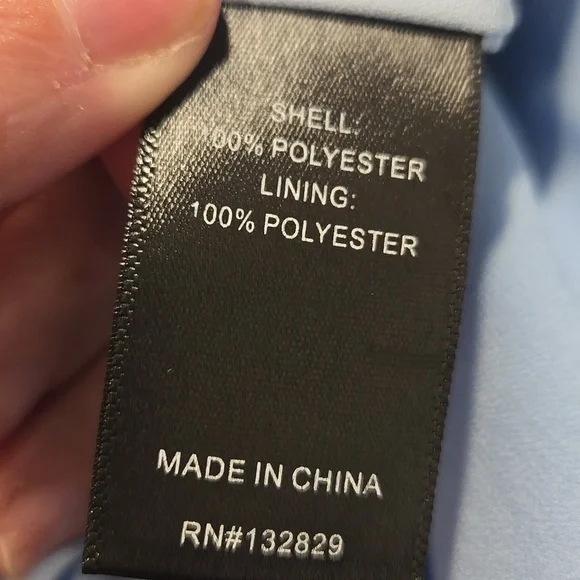 SHELL:
100% POLYESTER
LINING:
100% POLYESTER
MADE IN CHINA
RN#132829